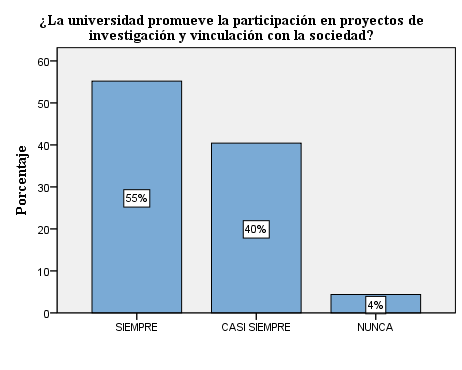 ¿La universidad promueve la participación en proyectos de
investigación y vinculación con la sociedad?
Porcentaje
60
50
40
30
20
10
0
55%
40%
4%
SIEMPRE
CASI SIEMPRE
NUNCA